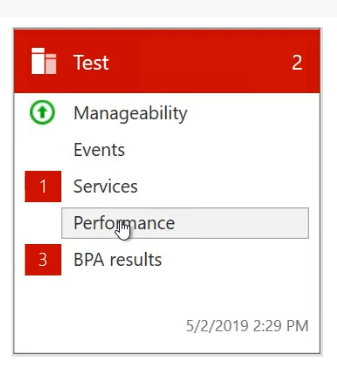 Test 2
Manageability
Events
1 Services
Performance
3 BPA results
5/2/2019 2:29 PM